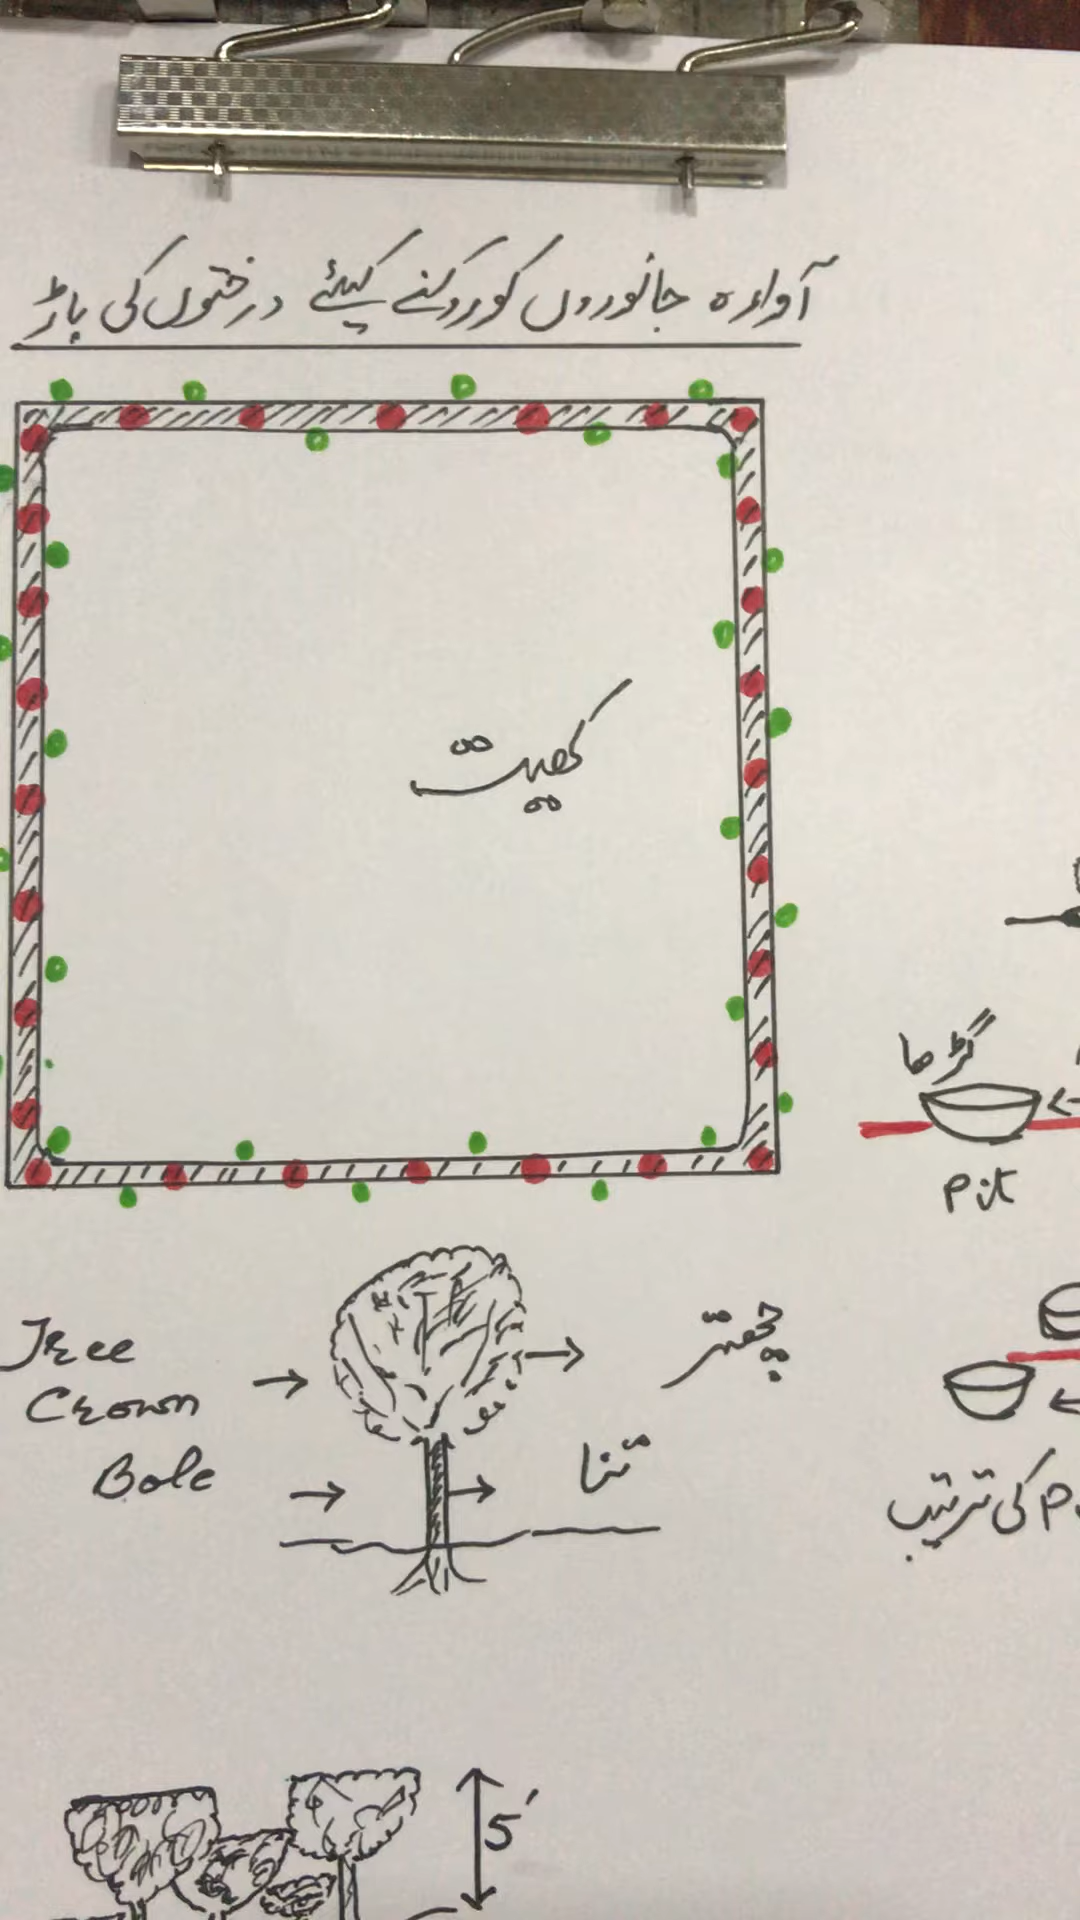 آوارہ جانوروں کو روکنے کیلئے درختوں کی باڑ
کھیت
گڑھا
Pit
Tree
Crown
چھتر
Bole
تنا
کی ترتیب
5'